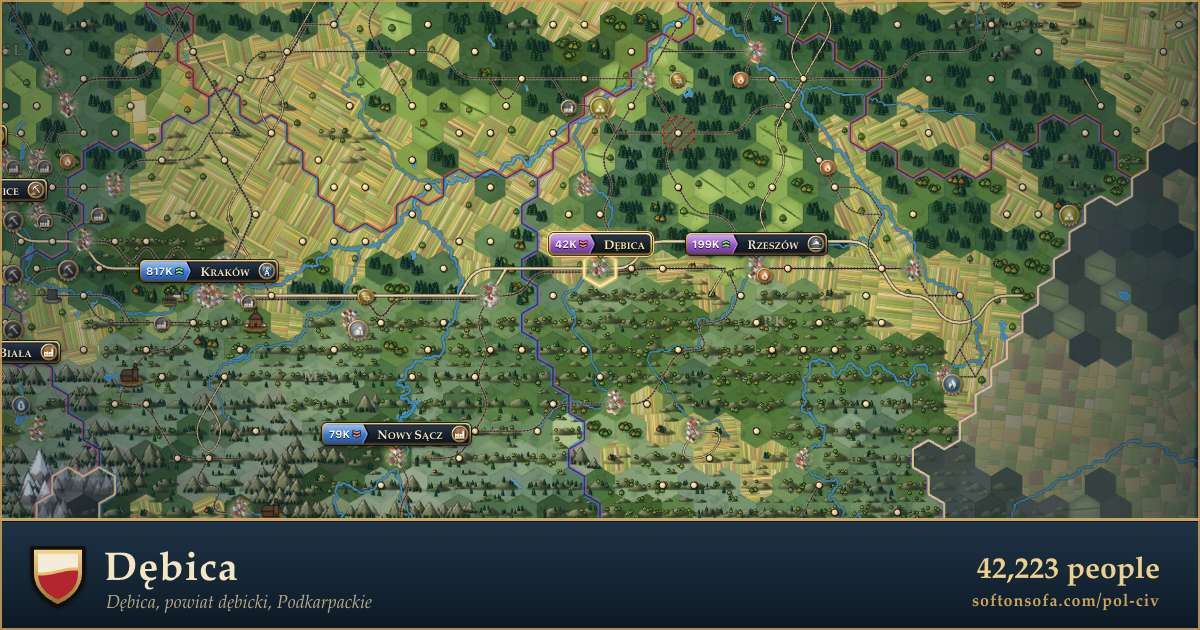 ICE
42K DĘBICA
199K RZESZÓW
817K KRAKÓW
BIAŁA
79K NOWY SĄCZ
Dębica
Dębica, powiat dębicki, Podkarpackie
42,223 people
softonsofa.com/pol-civ